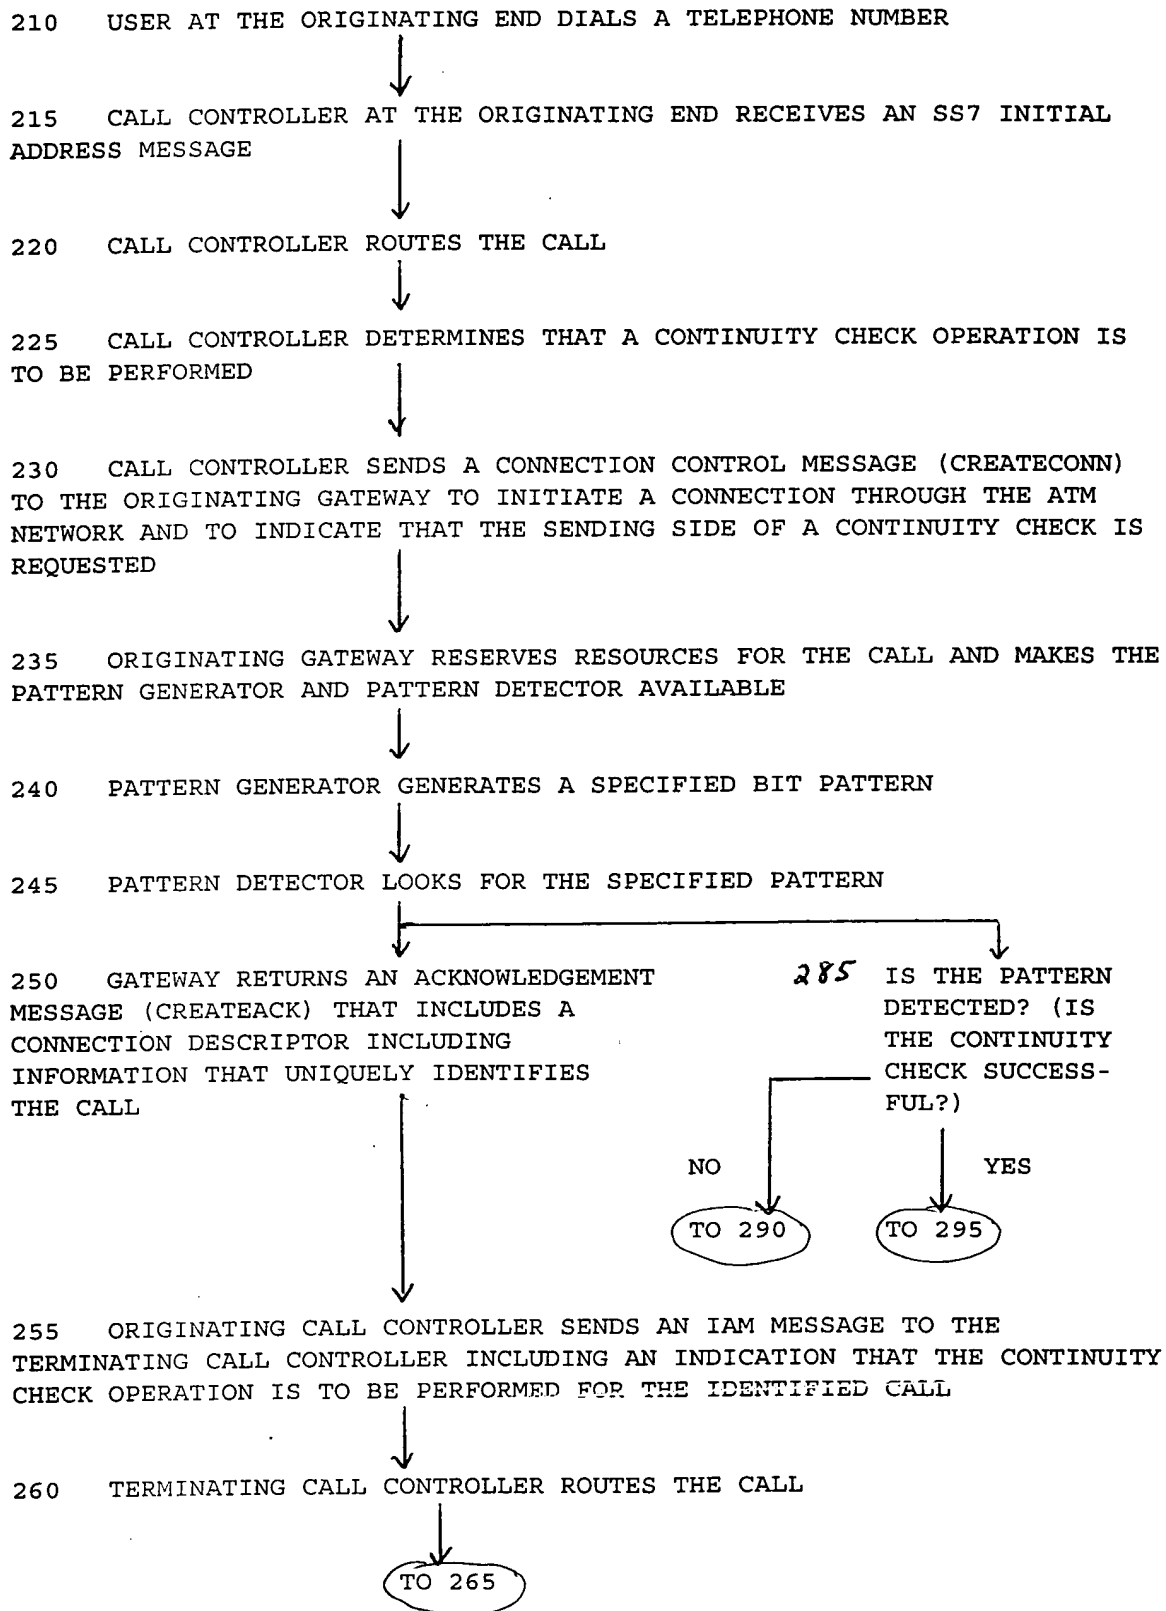 210 USER AT THE ORIGINATING END DIALS A TELEPHONE NUMBER
215 CALL CONTROLLER AT THE ORIGINATING END RECEIVES AN SS7 INITIAL
ADDRESS MESSAGE
220 CALL CONTROLLER ROUTES THE CALL
225 CALL CONTROLLER DETERMINES THAT A CONTINUITY CHECK OPERATION IS
TO BE PERFORMED
230 CALL CONTROLLER SENDS A CONNECTION CONTROL MESSAGE (CREATECONN)
TO THE ORIGINATING GATEWAY TO INITIATE A CONNECTION THROUGH THE ATM
NETWORK AND TO INDICATE THAT THE SENDING SIDE OF A CONTINUITY CHECK IS
REQUESTED
235 ORIGINATING GATEWAY RESERVES RESOURCES FOR THE CALL AND MAKES THE
PATTERN GENERATOR AND PATTERN DETECTOR AVAILABLE
240 PATTERN GENERATOR GENERATES A SPECIFIED BIT PATTERN
245 PATTERN DETECTOR LOOKS FOR THE SPECIFIED PATTERN
250 GATEWAY RETURNS AN ACKNOWLEDGEMENT
MESSAGE (CREATEACK) THAT INCLUDES A
CONNECTION DESCRIPTOR INCLUDING
INFORMATION THAT UNIQUELY IDENTIFIES
THE CALL
285 IS THE PATTERN
DETECTED? (IS
THE CONTINUITY
CHECK SUCCESS-
FUL?)
NO
YES
TO 290
TO 295
255 ORIGINATING CALL CONTROLLER SENDS AN IAM MESSAGE TO THE
TERMINATING CALL CONTROLLER INCLUDING AN INDICATION THAT THE CONTINUITY
CHECK OPERATION IS TO BE PERFORMED FOR THE IDENTIFIED CALL
260 TERMINATING CALL CONTROLLER ROUTES THE CALL
TO 265